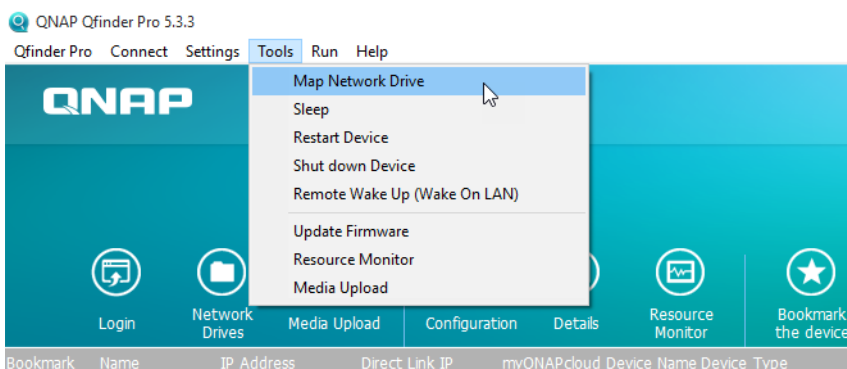 QNAP Qfinder Pro 5.3.3
Qfinder Pro Connect Settings Tools Run Help
QNAP
Map Network Drive
Sleep
Restart Device
Shut down Device
Remote Wake Up (Wake On LAN)
Update Firmware
Resource Monitor
Media Upload
Login
Network
Drives
Media Upload
Configuration
Details
Resource
Monitor
Bookmark
the device
Bookmark Name IP Address Direct Link IP myQNAPcloud Device Name Device Type